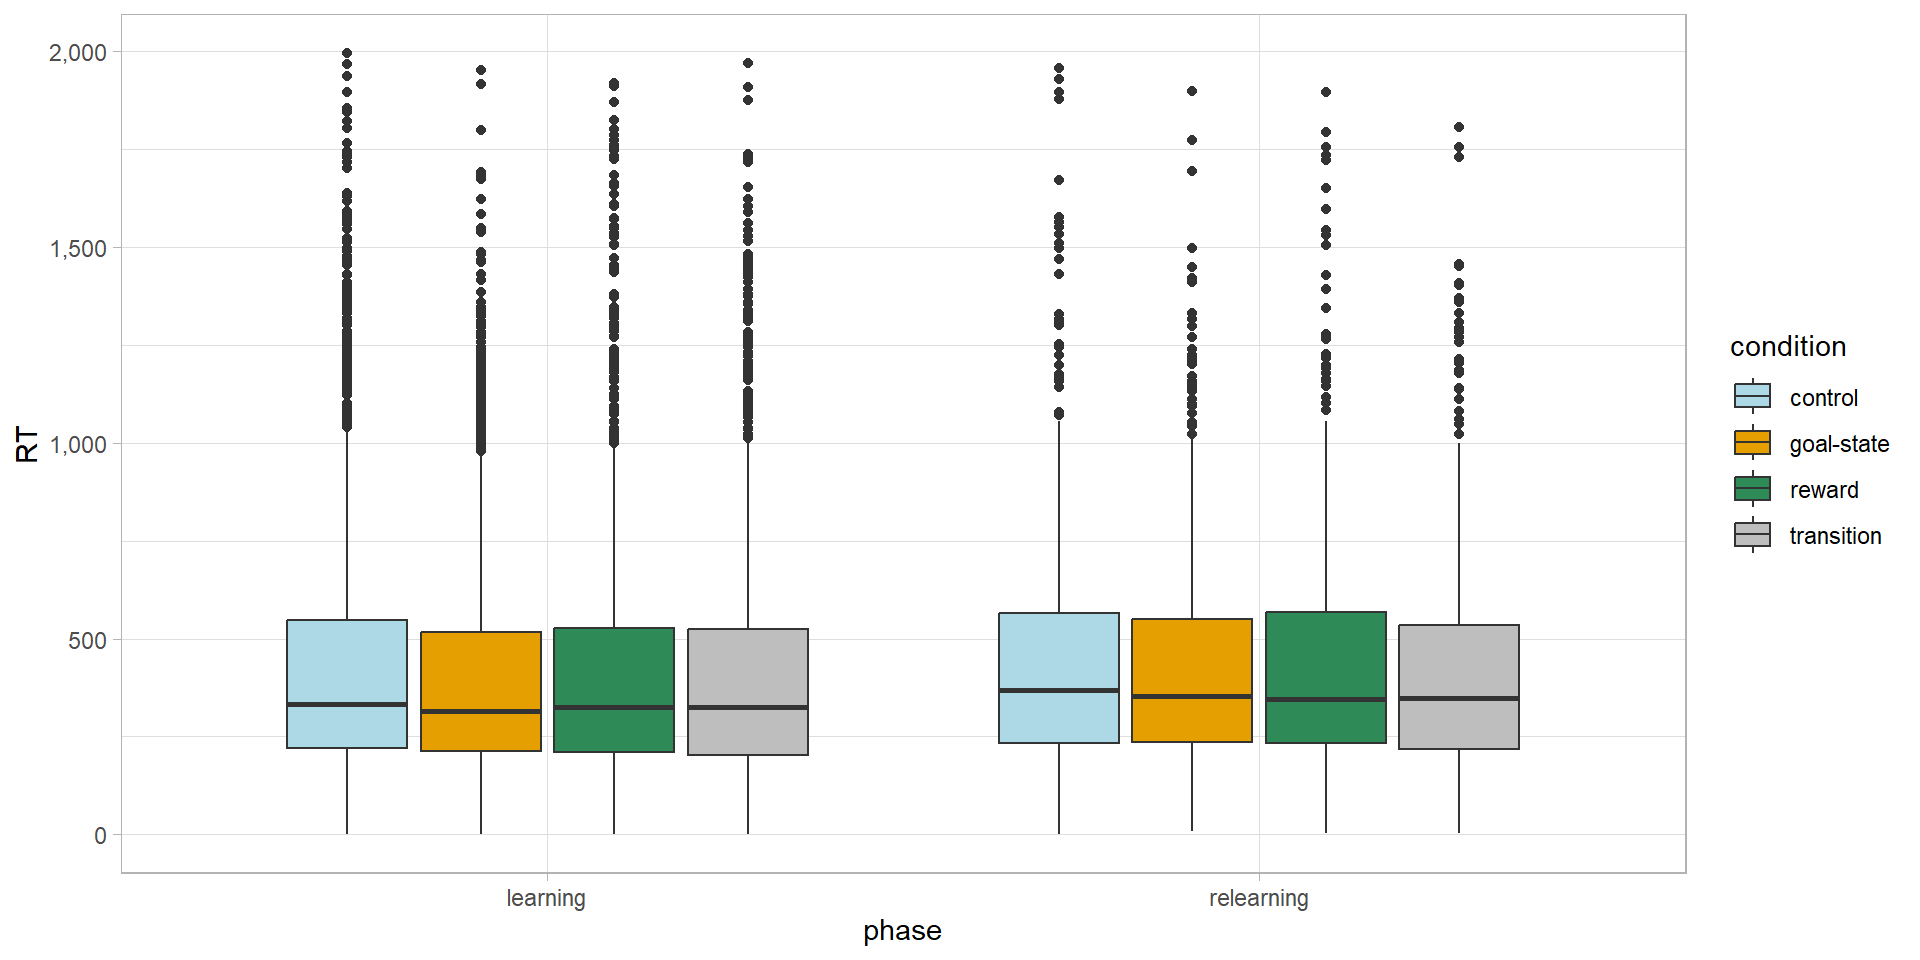 2,000
1,500
1,000
500
0
RT
learning
relearning
phase
condition
control
goal-state
reward
transition